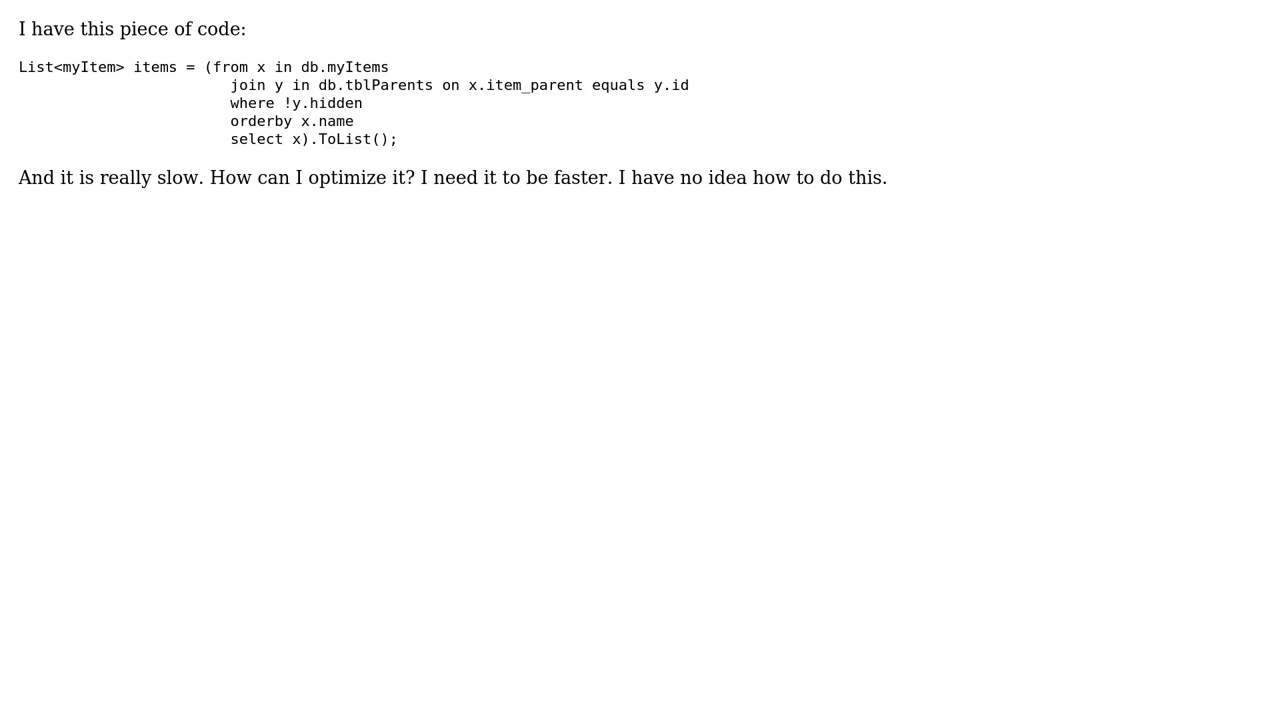 I have this piece of code:
List<myItem> items = (from x in db.myItems
                        join y in db.tblParents on x.item_parent equals y.id
                        where !y.hidden
                        orderby x.name
                        select x).ToList();
And it is really slow. How can I optimize it? I need it to be faster. I have no idea how to do this.